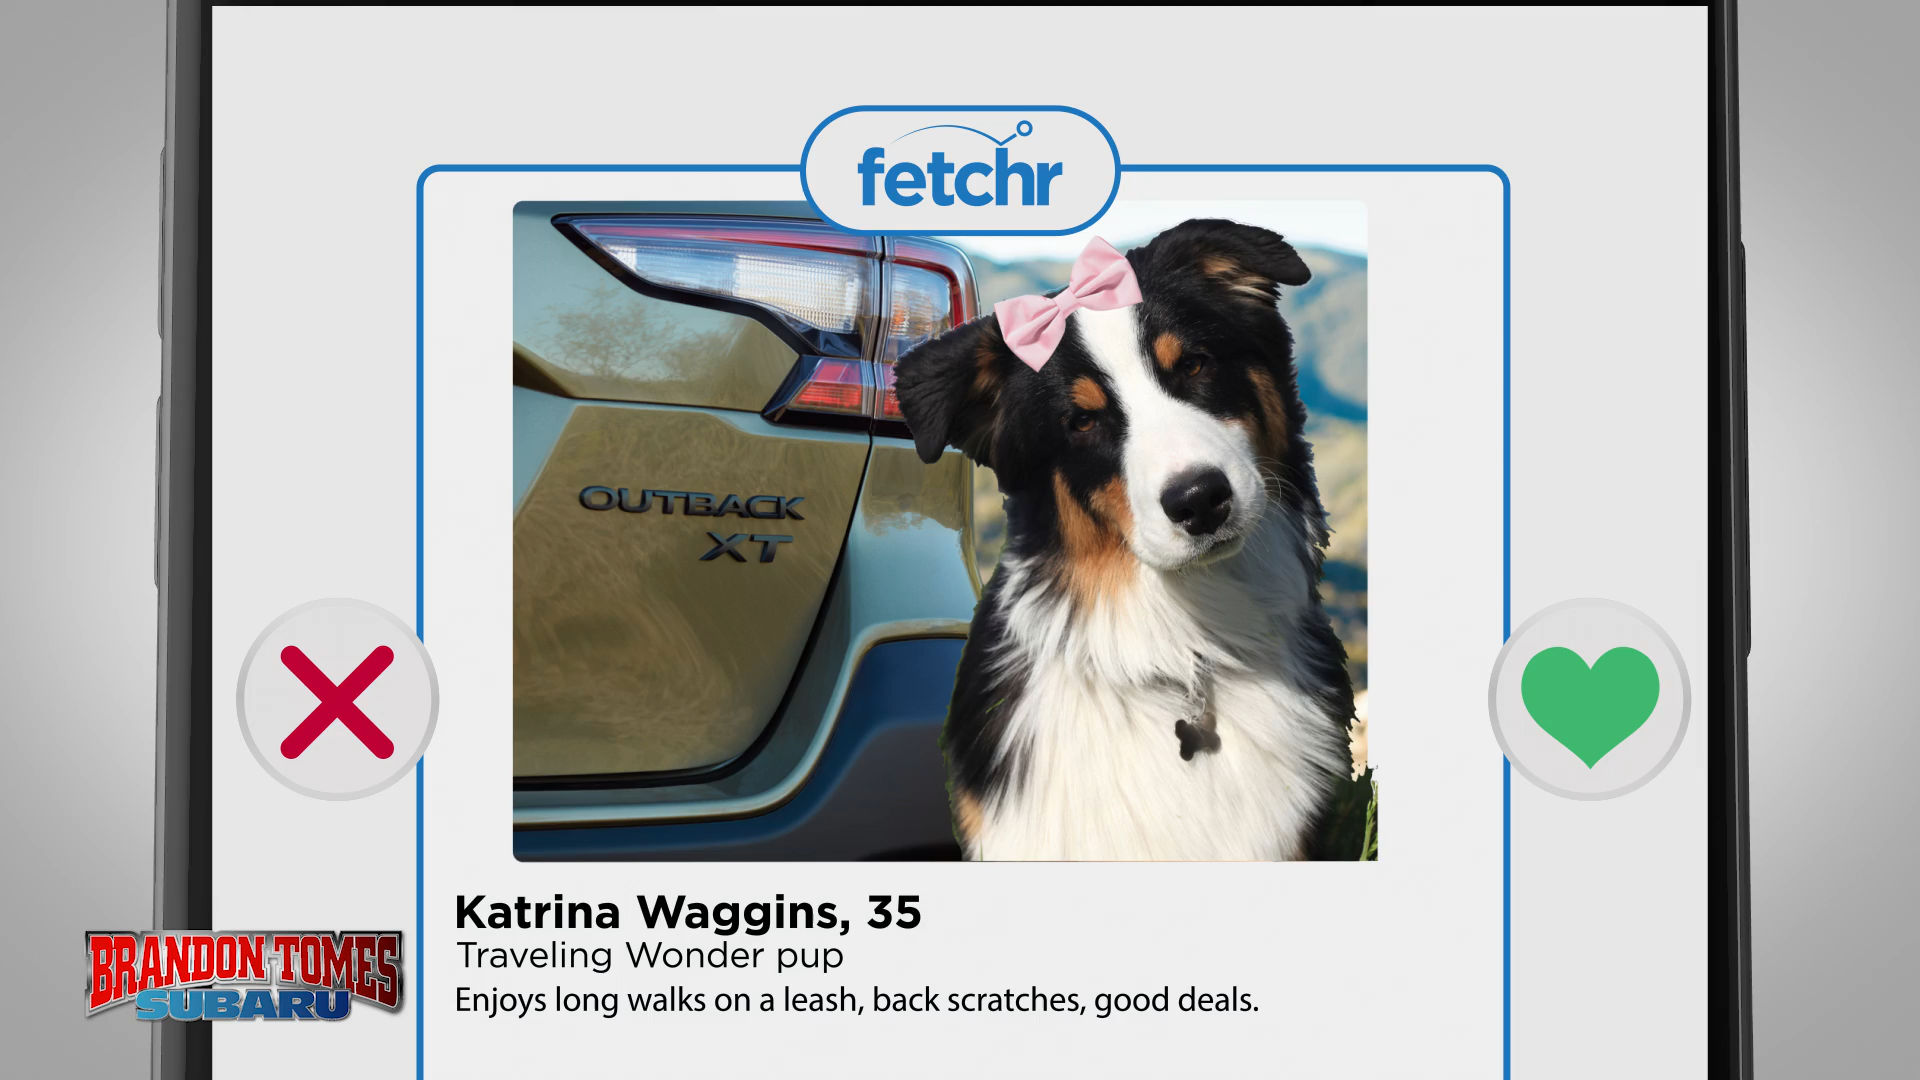 fetchr
OUTBACK
XT
Katrina Waggins, 35
Traveling Wonder pup
Enjoys long walks on a leash, back scratches, good deals.
BRANDON TOMES
SUBARU